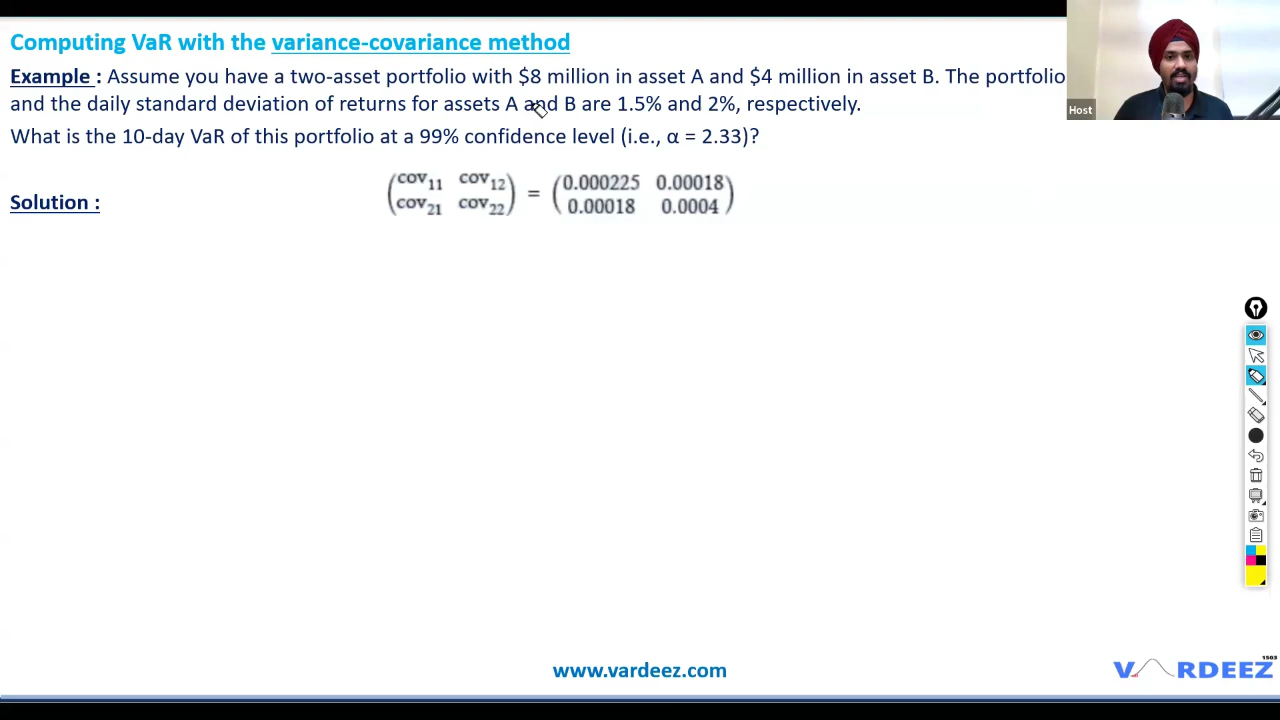 Computing VaR with the variance-covariance method
Example : Assume you have a two-asset portfolio with $8 million in asset A and $4 million in asset B. The portfolio
and the daily standard deviation of returns for assets A and B are 1.5% and 2%, respectively.
What is the 10-day VaR of this portfolio at a 99% confidence level (i.e., α = 2.33)?
Solution :
(cov11 cov12) = (0.000225 0.00018)
(cov21 cov22) (0.00018 0.0004)
Host
www.vardeez.com
VARDEEZ
1503